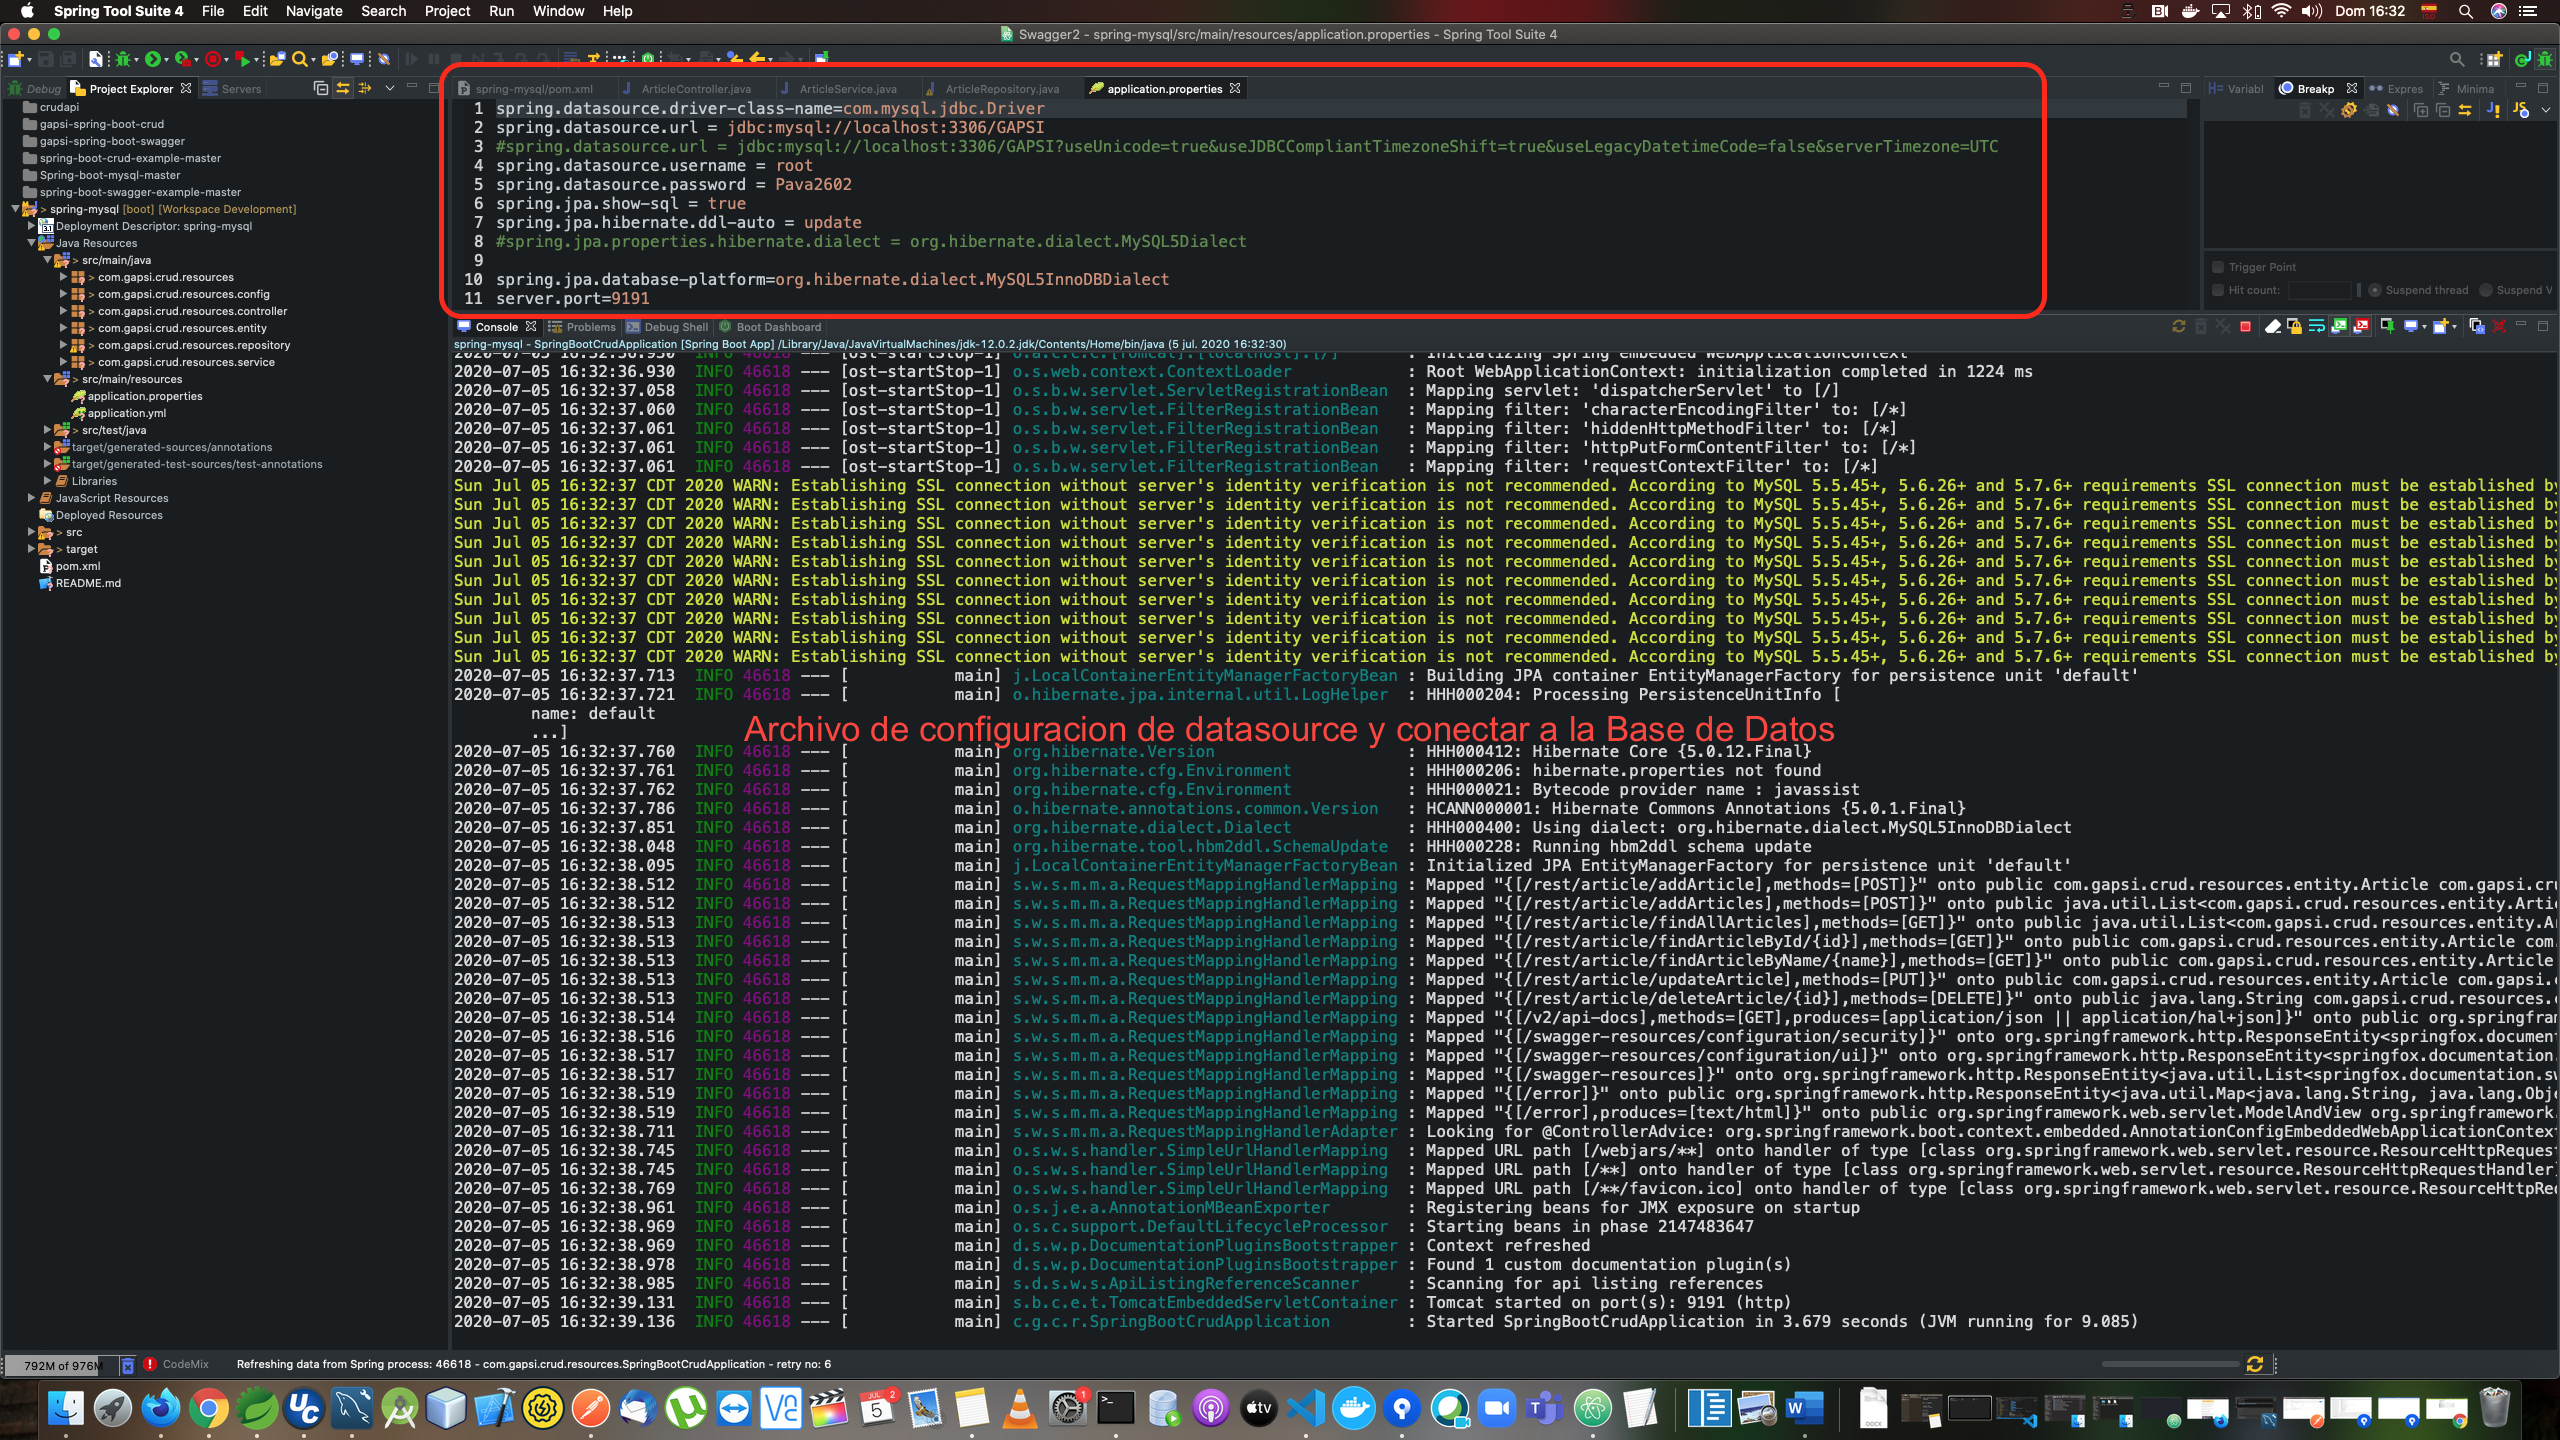 Spring Tool Suite 4 File Edit Navigate Search Project Run Window Help Dom 16:32
Swagger2 - spring-mysql/src/main/resources/application.properties - Spring Tool Suite 4
Debug Project Explorer Servers
crudapi
gapsi-spring-boot-crud
gapsi-spring-boot-swagger
spring-boot-crud-example-master
Spring-boot-mysql-master
spring-boot-swagger-example-master
> spring-mysql [boot] [Workspace Development]
Deployment Descriptor: spring-mysql
Java Resources
> src/main/java
> com.gapsi.crud.resources
> com.gapsi.crud.resources.config
> com.gapsi.crud.resources.controller
> com.gapsi.crud.resources.entity
> com.gapsi.crud.resources.repository
> com.gapsi.crud.resources.service
> src/main/resources
application.properties
application.yml
> src/test/java
target/generated-sources/annotations
target/generated-test-sources/test-annotations
Libraries
JavaScript Resources
Deployed Resources
> src
> target
pom.xml
README.md
spring-mysql/pom.xml ArticleController.java ArticleService.java ArticleRepository.java application.properties
1 spring.datasource.driver-class-name=com.mysql.jdbc.Driver
2 spring.datasource.url = jdbc:mysql://localhost:3306/GAPSI
3 #spring.datasource.url = jdbc:mysql://localhost:3306/GAPSI?useUnicode=true&useJDBCCompliantTimezoneShift=true&useLegacyDatetimeCode=false&serverTimezone=UTC
4 spring.datasource.username = root
5 spring.datasource.password = Pava2602
6 spring.jpa.show-sql = true
7 spring.jpa.hibernate.ddl-auto = update
8 #spring.jpa.properties.hibernate.dialect = org.hibernate.dialect.MySQL5Dialect
9
10 spring.jpa.database-platform=org.hibernate.dialect.MySQL5InnoDBDialect
11 server.port=9191
Variabl Breakp Expres Minima
Trigger Point
Hit count: Suspend thread Suspend V
Console Problems Debug Shell Boot Dashboard
spring-mysql - SpringBootCrudApplication [Spring Boot App] /Library/Java/JavaVirtualMachines/jdk-12.0.2.jdk/Contents/Home/bin/java (5 jul. 2020 16:32:30)
2020-07-05 16:32:36.930 INFO 46618 --- [ost-startStop-1] o.a.c.c.C.[Tomcat].[localhost].[/] : Initializing Spring embedded WebApplicationContext
2020-07-05 16:32:36.930 INFO 46618 --- [ost-startStop-1] o.s.web.context.ContextLoader : Root WebApplicationContext: initialization completed in 1224 ms
2020-07-05 16:32:37.058 INFO 46618 --- [ost-startStop-1] o.s.b.w.servlet.ServletRegistrationBean : Mapping servlet: 'dispatcherServlet' to [/]
2020-07-05 16:32:37.060 INFO 46618 --- [ost-startStop-1] o.s.b.w.servlet.FilterRegistrationBean : Mapping filter: 'characterEncodingFilter' to: [/*]
2020-07-05 16:32:37.061 INFO 46618 --- [ost-startStop-1] o.s.b.w.servlet.FilterRegistrationBean : Mapping filter: 'hiddenHttpMethodFilter' to: [/*]
2020-07-05 16:32:37.061 INFO 46618 --- [ost-startStop-1] o.s.b.w.servlet.FilterRegistrationBean : Mapping filter: 'httpPutFormContentFilter' to: [/*]
2020-07-05 16:32:37.061 INFO 46618 --- [ost-startStop-1] o.s.b.w.servlet.FilterRegistrationBean : Mapping filter: 'requestContextFilter' to: [/*]
Sun Jul 05 16:32:37 CDT 2020 WARN: Establishing SSL connection without server's identity verification is not recommended. According to MySQL 5.5.45+, 5.6.26+ and 5.7.6+ requirements SSL connection must be established by
Sun Jul 05 16:32:37 CDT 2020 WARN: Establishing SSL connection without server's identity verification is not recommended. According to MySQL 5.5.45+, 5.6.26+ and 5.7.6+ requirements SSL connection must be established by
Sun Jul 05 16:32:37 CDT 2020 WARN: Establishing SSL connection without server's identity verification is not recommended. According to MySQL 5.5.45+, 5.6.26+ and 5.7.6+ requirements SSL connection must be established by
Sun Jul 05 16:32:37 CDT 2020 WARN: Establishing SSL connection without server's identity verification is not recommended. According to MySQL 5.5.45+, 5.6.26+ and 5.7.6+ requirements SSL connection must be established by
Sun Jul 05 16:32:37 CDT 2020 WARN: Establishing SSL connection without server's identity verification is not recommended. According to MySQL 5.5.45+, 5.6.26+ and 5.7.6+ requirements SSL connection must be established by
Sun Jul 05 16:32:37 CDT 2020 WARN: Establishing SSL connection without server's identity verification is not recommended. According to MySQL 5.5.45+, 5.6.26+ and 5.7.6+ requirements SSL connection must be established by
Sun Jul 05 16:32:37 CDT 2020 WARN: Establishing SSL connection without server's identity verification is not recommended. According to MySQL 5.5.45+, 5.6.26+ and 5.7.6+ requirements SSL connection must be established by
Sun Jul 05 16:32:37 CDT 2020 WARN: Establishing SSL connection without server's identity verification is not recommended. According to MySQL 5.5.45+, 5.6.26+ and 5.7.6+ requirements SSL connection must be established by
Sun Jul 05 16:32:37 CDT 2020 WARN: Establishing SSL connection without server's identity verification is not recommended. According to MySQL 5.5.45+, 5.6.26+ and 5.7.6+ requirements SSL connection must be established by
Sun Jul 05 16:32:37 CDT 2020 WARN: Establishing SSL connection without server's identity verification is not recommended. According to MySQL 5.5.45+, 5.6.26+ and 5.7.6+ requirements SSL connection must be established by
2020-07-05 16:32:37.713 INFO 46618 --- [ main] j.LocalContainerEntityManagerFactoryBean : Building JPA container EntityManagerFactory for persistence unit 'default'
2020-07-05 16:32:37.721 INFO 46618 --- [ main] o.hibernate.jpa.internal.util.LogHelper : HHH000204: Processing PersistenceUnitInfo [
name: default
...]
Archivo de configuracion de datasource y conectar a la Base de Datos
2020-07-05 16:32:37.760 INFO 46618 --- [ main] org.hibernate.Version : HHH000412: Hibernate Core {5.0.12.Final}
2020-07-05 16:32:37.761 INFO 46618 --- [ main] org.hibernate.cfg.Environment : HHH000206: hibernate.properties not found
2020-07-05 16:32:37.762 INFO 46618 --- [ main] org.hibernate.cfg.Environment : HHH000021: Bytecode provider name : javassist
2020-07-05 16:32:37.786 INFO 46618 --- [ main] o.hibernate.annotations.common.Version : HCANN000001: Hibernate Commons Annotations {5.0.1.Final}
2020-07-05 16:32:37.851 INFO 46618 --- [ main] org.hibernate.dialect.Dialect : HHH000400: Using dialect: org.hibernate.dialect.MySQL5InnoDBDialect
2020-07-05 16:32:38.048 INFO 46618 --- [ main] org.hibernate.tool.hbm2ddl.SchemaUpdate : HHH000228: Running hbm2ddl schema update
2020-07-05 16:32:38.095 INFO 46618 --- [ main] j.LocalContainerEntityManagerFactoryBean : Initialized JPA EntityManagerFactory for persistence unit 'default'
2020-07-05 16:32:38.512 INFO 46618 --- [ main] s.w.s.m.m.a.RequestMappingHandlerMapping : Mapped "{[/rest/article/addArticle],methods=[POST]}" onto public com.gapsi.crud.resources.entity.Article com.gapsi.cru
2020-07-05 16:32:38.512 INFO 46618 --- [ main] s.w.s.m.m.a.RequestMappingHandlerMapping : Mapped "{[/rest/article/addArticles],methods=[POST]}" onto public java.util.List<com.gapsi.crud.resources.entity.Artic
2020-07-05 16:32:38.513 INFO 46618 --- [ main] s.w.s.m.m.a.RequestMappingHandlerMapping : Mapped "{[/rest/article/findAllArticles],methods=[GET]}" onto public java.util.List<com.gapsi.crud.resources.entity.Ar
2020-07-05 16:32:38.513 INFO 46618 --- [ main] s.w.s.m.m.a.RequestMappingHandlerMapping : Mapped "{[/rest/article/findArticleById/{id}],methods=[GET]}" onto public com.gapsi.crud.resources.entity.Article com.
2020-07-05 16:32:38.513 INFO 46618 --- [ main] s.w.s.m.m.a.RequestMappingHandlerMapping : Mapped "{[/rest/article/findArticleByName/{name}],methods=[GET]}" onto public com.gapsi.crud.resources.entity.Article
2020-07-05 16:32:38.513 INFO 46618 --- [ main] s.w.s.m.m.a.RequestMappingHandlerMapping : Mapped "{[/rest/article/updateArticle],methods=[PUT]}" onto public com.gapsi.crud.resources.entity.Article com.gapsi.c
2020-07-05 16:32:38.513 INFO 46618 --- [ main] s.w.s.m.m.a.RequestMappingHandlerMapping : Mapped "{[/rest/article/deleteArticle/{id}],methods=[DELETE]}" onto public java.lang.String com.gapsi.crud.resources.c
2020-07-05 16:32:38.514 INFO 46618 --- [ main] s.w.s.m.m.a.RequestMappingHandlerMapping : Mapped "{[/v2/api-docs],methods=[GET],produces=[application/json || application/hal+json]}" onto public org.springfram
2020-07-05 16:32:38.516 INFO 46618 --- [ main] s.w.s.m.m.a.RequestMappingHandlerMapping : Mapped "{[/swagger-resources/configuration/security]}" onto org.springframework.http.ResponseEntity<springfox.document
2020-07-05 16:32:38.517 INFO 46618 --- [ main] s.w.s.m.m.a.RequestMappingHandlerMapping : Mapped "{[/swagger-resources/configuration/ui]}" onto org.springframework.http.ResponseEntity<springfox.documentation.
2020-07-05 16:32:38.517 INFO 46618 --- [ main] s.w.s.m.m.a.RequestMappingHandlerMapping : Mapped "{[/swagger-resources]}" onto org.springframework.http.ResponseEntity<java.util.List<springfox.documentation.sw
2020-07-05 16:32:38.519 INFO 46618 --- [ main] s.w.s.m.m.a.RequestMappingHandlerMapping : Mapped "{[/error]}" onto public org.springframework.http.ResponseEntity<java.util.Map<java.lang.String, java.lang.Obje
2020-07-05 16:32:38.519 INFO 46618 --- [ main] s.w.s.m.m.a.RequestMappingHandlerMapping : Mapped "{[/error],produces=[text/html]}" onto public org.springframework.web.servlet.ModelAndView org.springframework.
2020-07-05 16:32:38.711 INFO 46618 --- [ main] s.w.s.m.m.a.RequestMappingHandlerAdapter : Looking for @ControllerAdvice: org.springframework.boot.context.embedded.AnnotationConfigEmbeddedWebApplicationContext
2020-07-05 16:32:38.745 INFO 46618 --- [ main] o.s.w.s.handler.SimpleUrlHandlerMapping : Mapped URL path [/webjars/**] onto handler of type [class org.springframework.web.servlet.resource.ResourceHttpRequest
2020-07-05 16:32:38.745 INFO 46618 --- [ main] o.s.w.s.handler.SimpleUrlHandlerMapping : Mapped URL path [/**] onto handler of type [class org.springframework.web.servlet.resource.ResourceHttpRequestHandler]
2020-07-05 16:32:38.769 INFO 46618 --- [ main] o.s.w.s.handler.SimpleUrlHandlerMapping : Mapped URL path [/**/favicon.ico] onto handler of type [class org.springframework.web.servlet.resource.ResourceHttpReq
2020-07-05 16:32:38.961 INFO 46618 --- [ main] o.s.j.e.a.AnnotationMBeanExporter : Registering beans for JMX exposure on startup
2020-07-05 16:32:38.969 INFO 46618 --- [ main] o.s.c.support.DefaultLifecycleProcessor : Starting beans in phase 2147483647
2020-07-05 16:32:38.969 INFO 46618 --- [ main] d.s.w.p.DocumentationPluginsBootstrapper : Context refreshed
2020-07-05 16:32:38.978 INFO 46618 --- [ main] d.s.w.p.DocumentationPluginsBootstrapper : Found 1 custom documentation plugin(s)
2020-07-05 16:32:38.985 INFO 46618 --- [ main] s.d.s.w.s.ApiListingReferenceScanner : Scanning for api listing references
2020-07-05 16:32:39.131 INFO 46618 --- [ main] s.b.c.e.t.TomcatEmbeddedServletContainer : Tomcat started on port(s): 9191 (http)
2020-07-05 16:32:39.136 INFO 46618 --- [ main] c.g.c.r.SpringBootCrudApplication : Started SpringBootCrudApplication in 3.679 seconds (JVM running for 9.085)
792M of 976M CodeMix Refreshing data from Spring process: 46618 - com.gapsi.crud.resources.SpringBootCrudApplication - retry no: 6